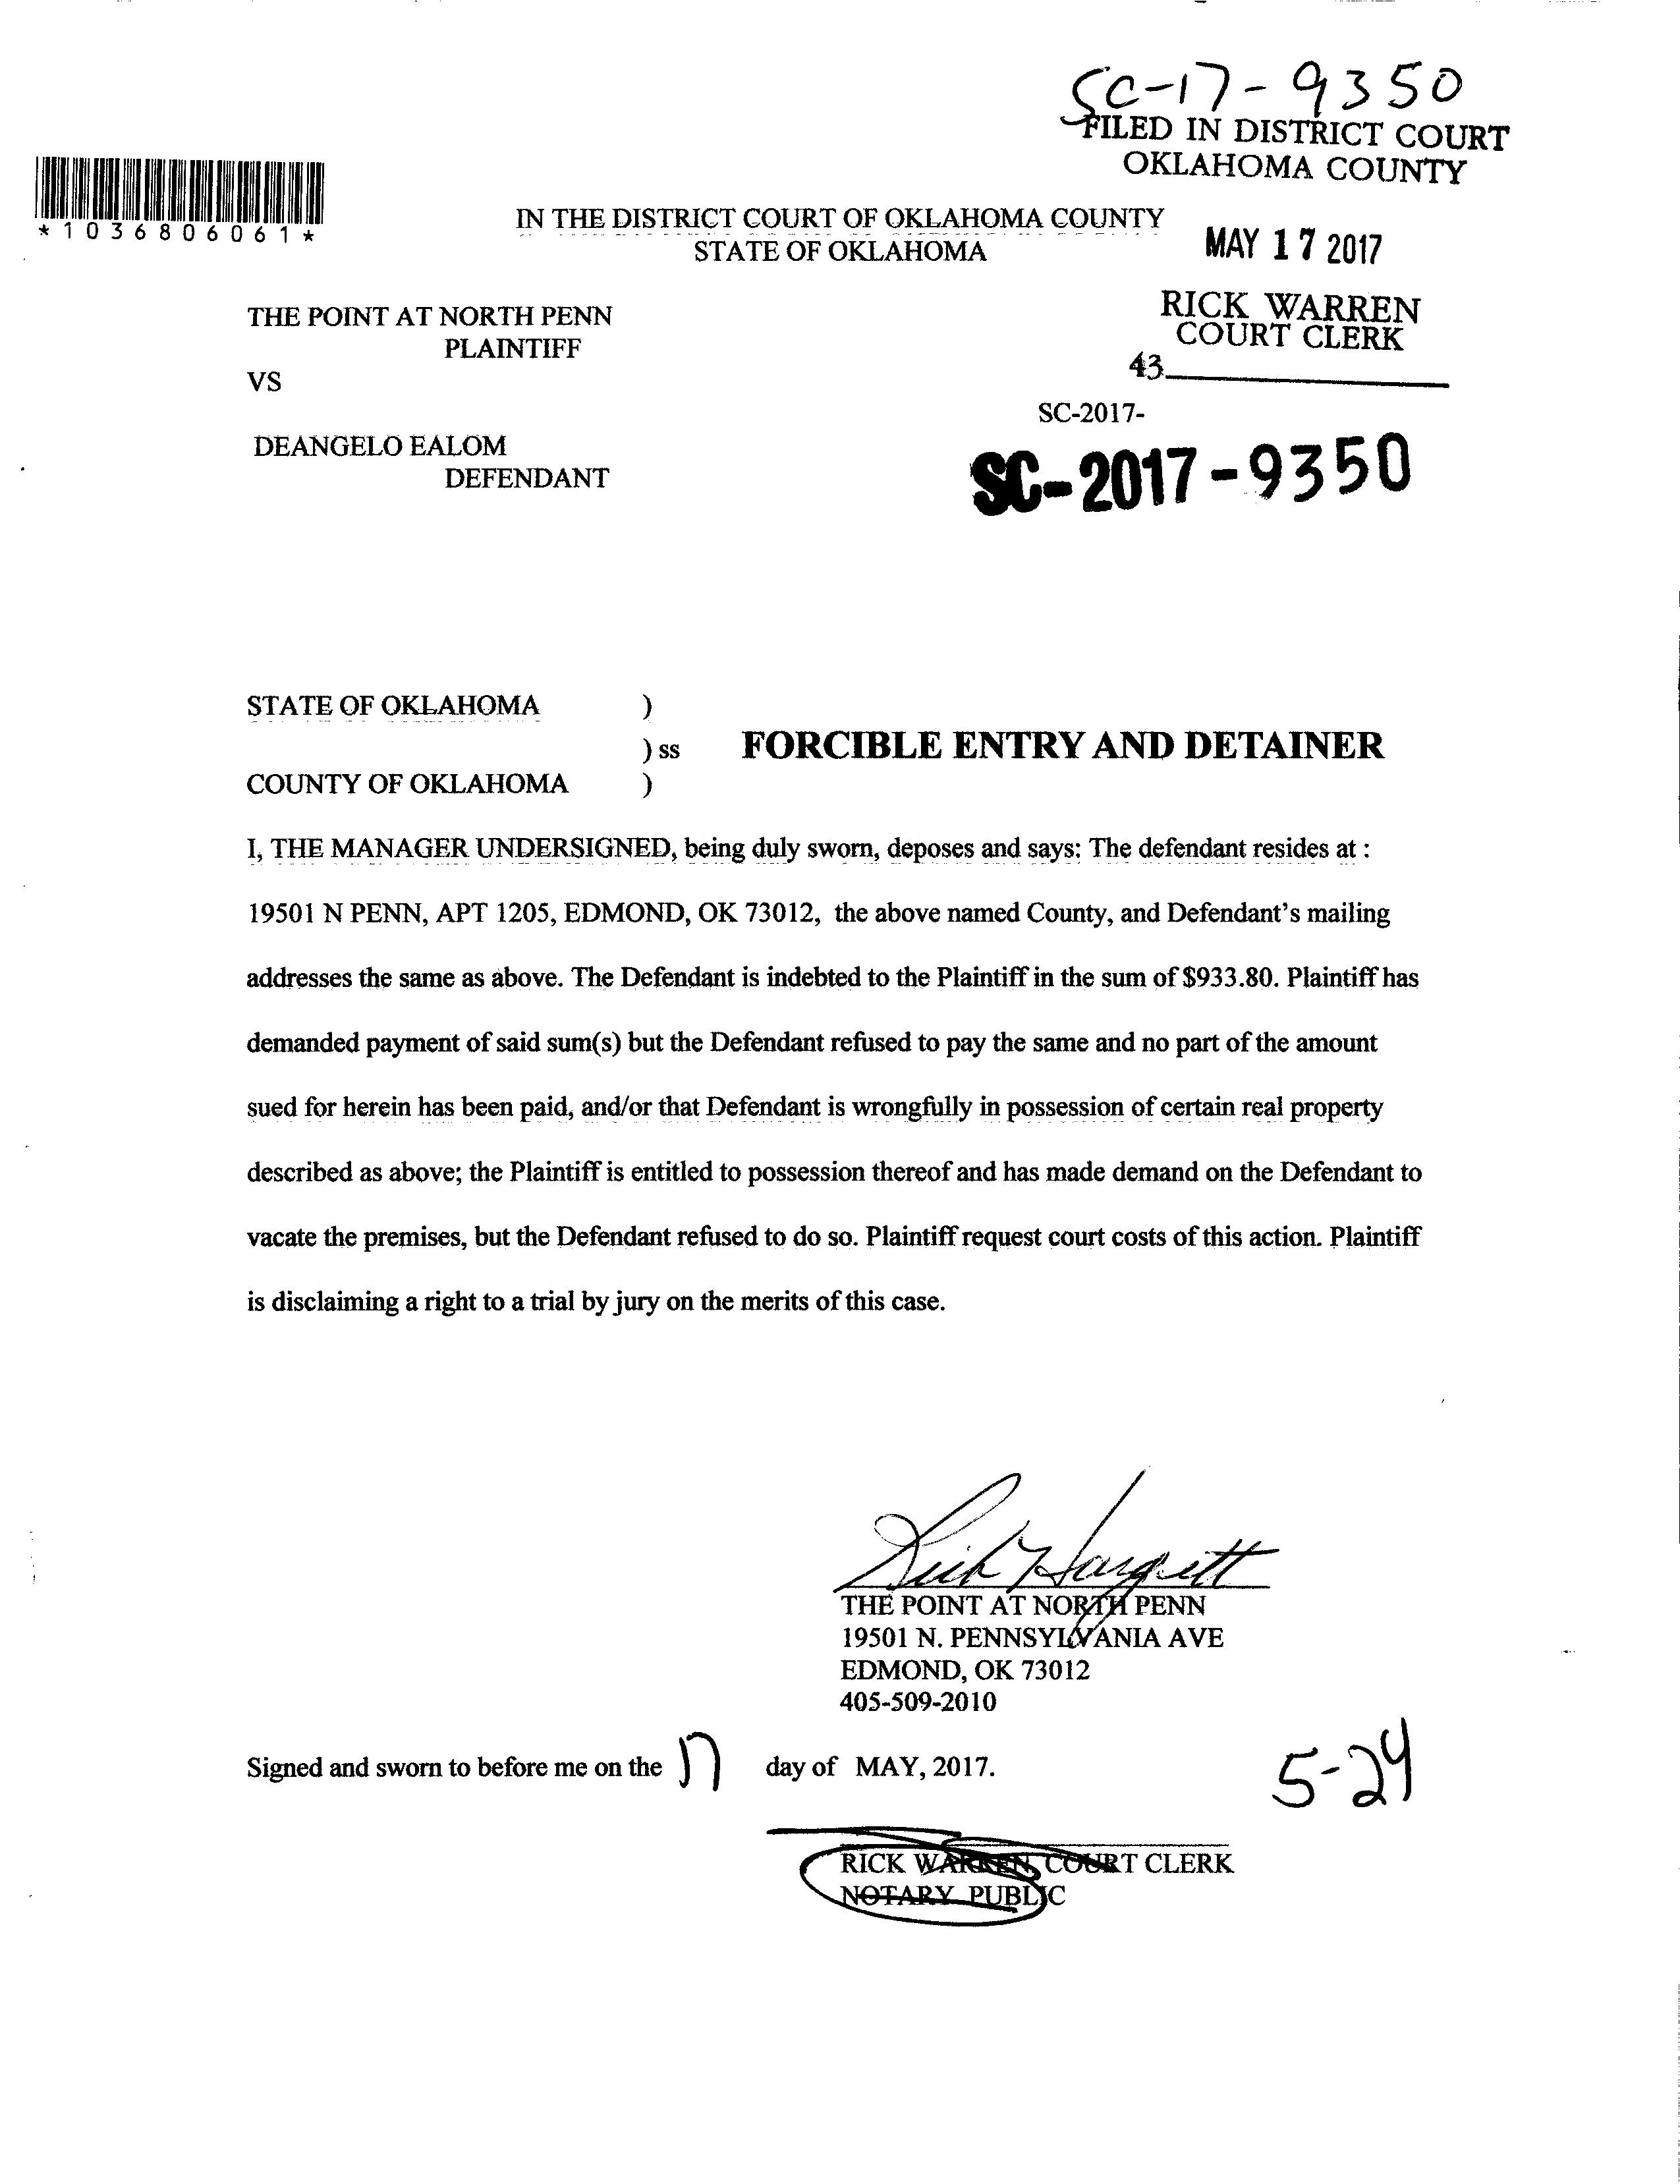 SC-17-9350
FILED IN DISTRICT COURT
OKLAHOMA COUNTY
*1036806061*
IN THE DISTRICT COURT OF OKLAHOMA COUNTY
STATE OF OKLAHOMA
MAY 17 2017
THE POINT AT NORTH PENN
PLAINTIFF
VS
RICK WARREN
COURT CLERK
43
SC-2017-
DEANGELO EALOM
DEFENDANT
SC-2017-9350
STATE OF OKLAHOMA )
) ss FORCIBLE ENTRY AND DETAINER
COUNTY OF OKLAHOMA )
I, THE MANAGER UNDERSIGNED, being duly sworn, deposes and says: The defendant resides at :
19501 N PENN, APT 1205, EDMOND, OK 73012, the above named County, and Defendant's mailing
addresses the same as above. The Defendant is indebted to the Plaintiff in the sum of $933.80. Plaintiff has
demanded payment of said sum(s) but the Defendant refused to pay the same and no part of the amount
sued for herein has been paid, and/or that Defendant is wrongfully in possession of certain real property
described as above; the Plaintiff is entitled to possession thereof and has made demand on the Defendant to
vacate the premises, but the Defendant refused to do so. Plaintiff request court costs of this action. Plaintiff
is disclaiming a right to a trial by jury on the merits of this case.
Rick Hargett
THE POINT AT NORTH PENN
19501 N. PENNSYLVANIA AVE
EDMOND, OK 73012
405-509-2010
Signed and sworn to before me on the 17 day of MAY, 2017.
5-24
RICK WARREN, COURT CLERK
NOTARY PUBLIC